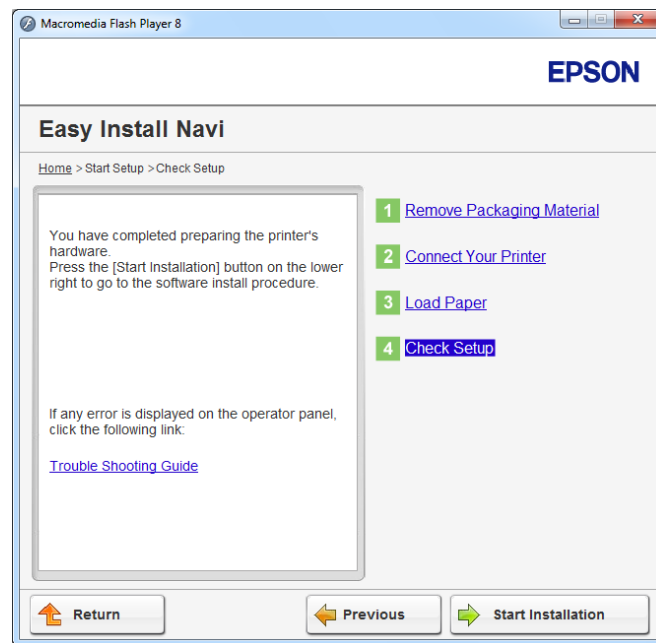 Macromedia Flash Player 8
EPSON
Easy Install Navi
Home > Start Setup >Check Setup
You have completed preparing the printer's
hardware.
Press the [Start Installation] button on the lower
right to go to the software install procedure.
If any error is displayed on the operator panel,
click the following link:
Trouble Shooting Guide
1 Remove Packaging Material
2 Connect Your Printer
3 Load Paper
4 Check Setup
Return
Previous
Start Installation